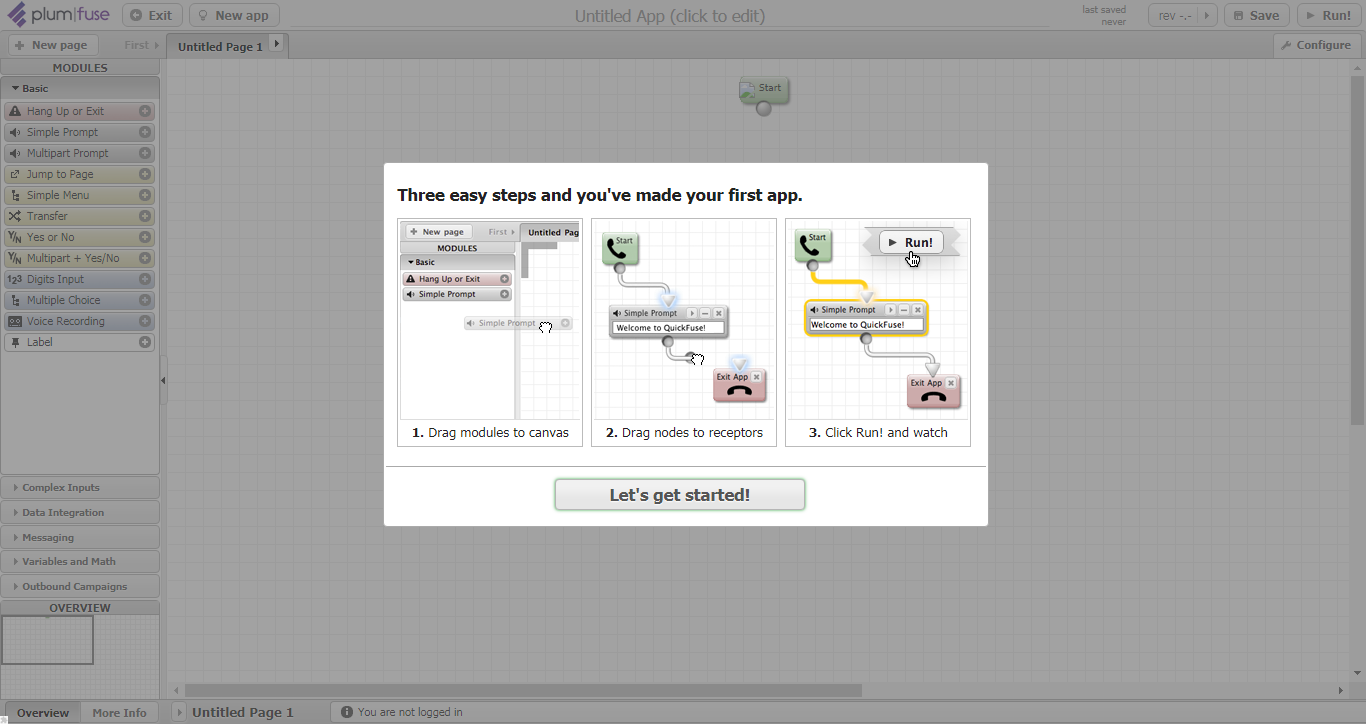 plum|fuse
Exit
New app
Untitled App (click to edit)
last saved
never
rev -.-
Save
Run!
New page
First
Untitled Page 1
Configure
MODULES
Basic
Hang Up or Exit
Simple Prompt
Multipart Prompt
Jump to Page
Simple Menu
Transfer
Y/N Yes or No
Y/N Multipart + Yes/No
123 Digits Input
Multiple Choice
Voice Recording
Label
Complex Inputs
Data Integration
Messaging
Variables and Math
Outbound Campaigns
OVERVIEW
Overview
More Info
Untitled Page 1
You are not logged in
Start
Three easy steps and you've made your first app.
New page
First
Untitled Pag
MODULES
Basic
Hang Up or Exit
Simple Prompt
Simple Prompt
1. Drag modules to canvas
Start
Simple Prompt
Welcome to QuickFuse!
Exit App
2. Drag nodes to receptors
Start
Run!
Simple Prompt
Welcome to QuickFuse!
Exit App
3. Click Run! and watch
Let's get started!